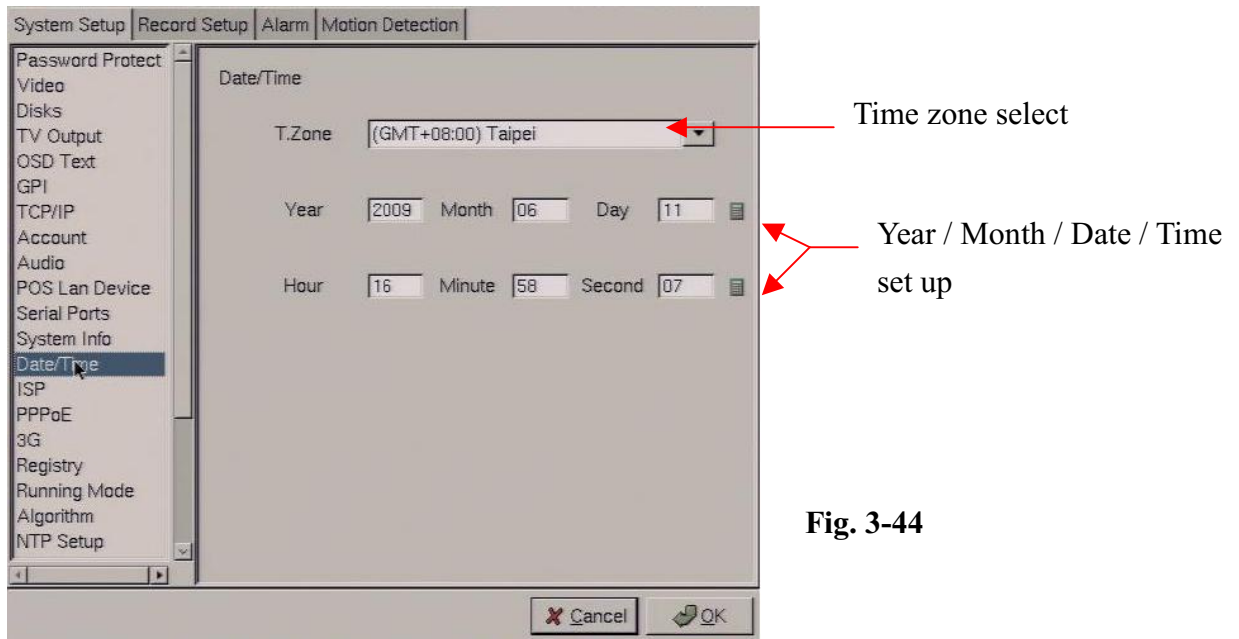 System Setup Record Setup Alarm Motion Detection
Password Protect
Video
Disks
TV Output
OSD Text
GPI
TCP/IP
Account
Audio
POS Lan Device
Serial Ports
System Info
Date/Time
ISP
PPPoE
3G
Registry
Running Mode
Algorithm
NTP Setup
Date/Time
T.Zone (GMT+08:00) Taipei
Year 2009 Month 06 Day 11
Hour 16 Minute 58 Second 07
Cancel OK
Time zone select
Year / Month / Date / Time
set up
Fig. 3-44